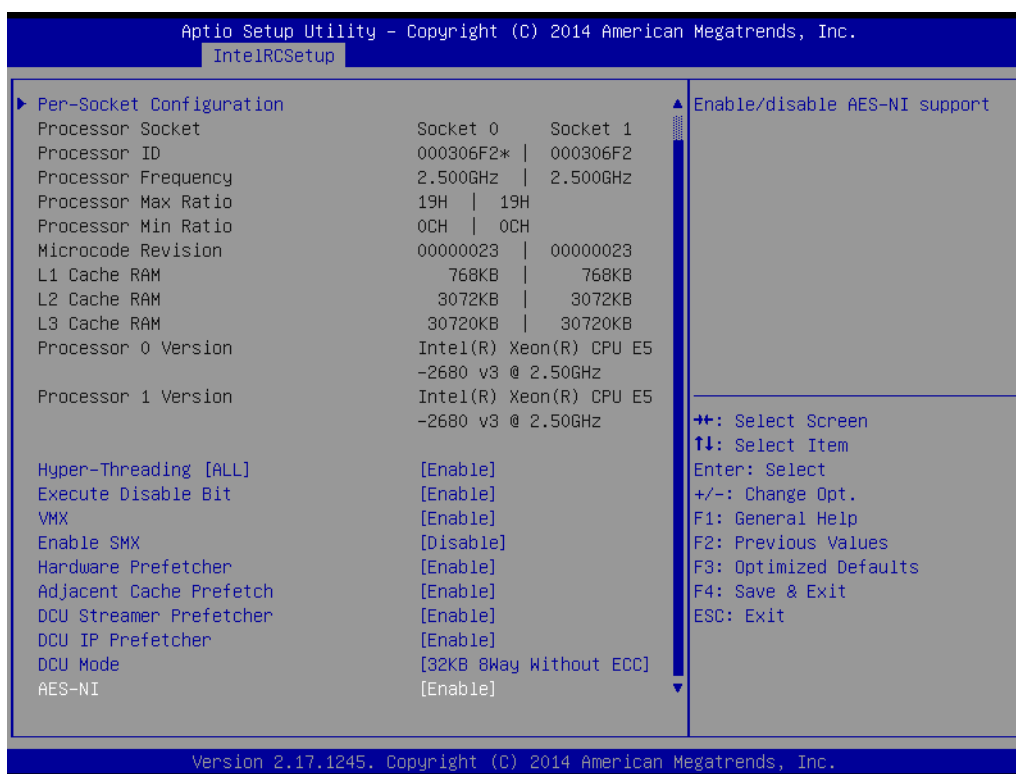 Aptio Setup Utility – Copyright (C) 2014 American Megatrends, Inc.
IntelRCSetup
▶ Per-Socket Configuration
Processor Socket Socket 0 Socket 1
Processor ID 000306F2* | 000306F2
Processor Frequency 2.500GHz | 2.500GHz
Processor Max Ratio 19H | 19H
Processor Min Ratio 0CH | 0CH
Microcode Revision 00000023 | 00000023
L1 Cache RAM 768KB | 768KB
L2 Cache RAM 3072KB | 3072KB
L3 Cache RAM 30720KB | 30720KB
Processor 0 Version Intel(R) Xeon(R) CPU E5
-2680 v3 @ 2.50GHz
Processor 1 Version Intel(R) Xeon(R) CPU E5
-2680 v3 @ 2.50GHz
Hyper-Threading [ALL] [Enable]
Execute Disable Bit [Enable]
VMX [Enable]
Enable SMX [Disable]
Hardware Prefetcher [Enable]
Adjacent Cache Prefetch [Enable]
DCU Streamer Prefetcher [Enable]
DCU IP Prefetcher [Enable]
DCU Mode [32KB 8Way Without ECC]
AES-NI [Enable]
Enable/disable AES-NI support
→←: Select Screen
↑↓: Select Item
Enter: Select
+/-: Change Opt.
F1: General Help
F2: Previous Values
F3: Optimized Defaults
F4: Save & Exit
ESC: Exit
Version 2.17.1245. Copyright (C) 2014 American Megatrends, Inc.